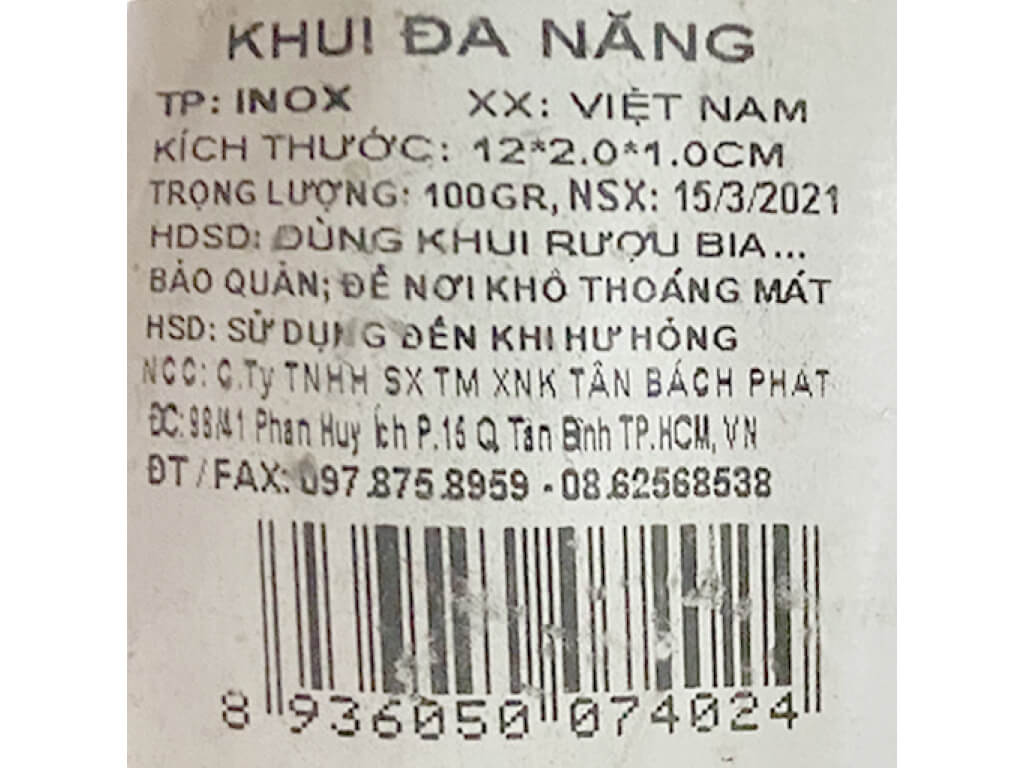 KHUI ĐA NĂNG
TP: INOX XX: VIỆT NAM
KÍCH THƯỚC: 12*2.0*1.0CM
TRỌNG LƯỢNG: 100GR, NSX: 15/3/2021
HDSD: DÙNG KHUI RƯỢU BIA...
BẢO QUẢN; ĐỂ NƠI KHÔ THOÁNG MÁT
HSD: SỬ DỤNG ĐẾN KHI HƯ HỎNG
NCC: C.Ty TNHH SX TM XNK TÂN BÁCH PHÁT
ĐC: 98/41 Phan Huy Ích P.15 Q. Tân Bình TP.HCM, VN
ĐT / FAX: 097.875.8959 - 08.62568538
8 936050 074024